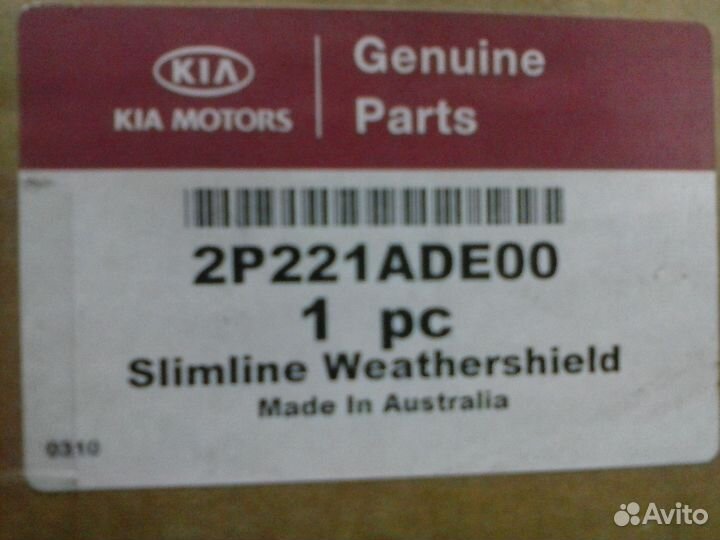 KIA
KIA MOTORS
Genuine
Parts
2P221ADE00
1 pc
Slimline Weathershield
Made In Australia
0310
Avito